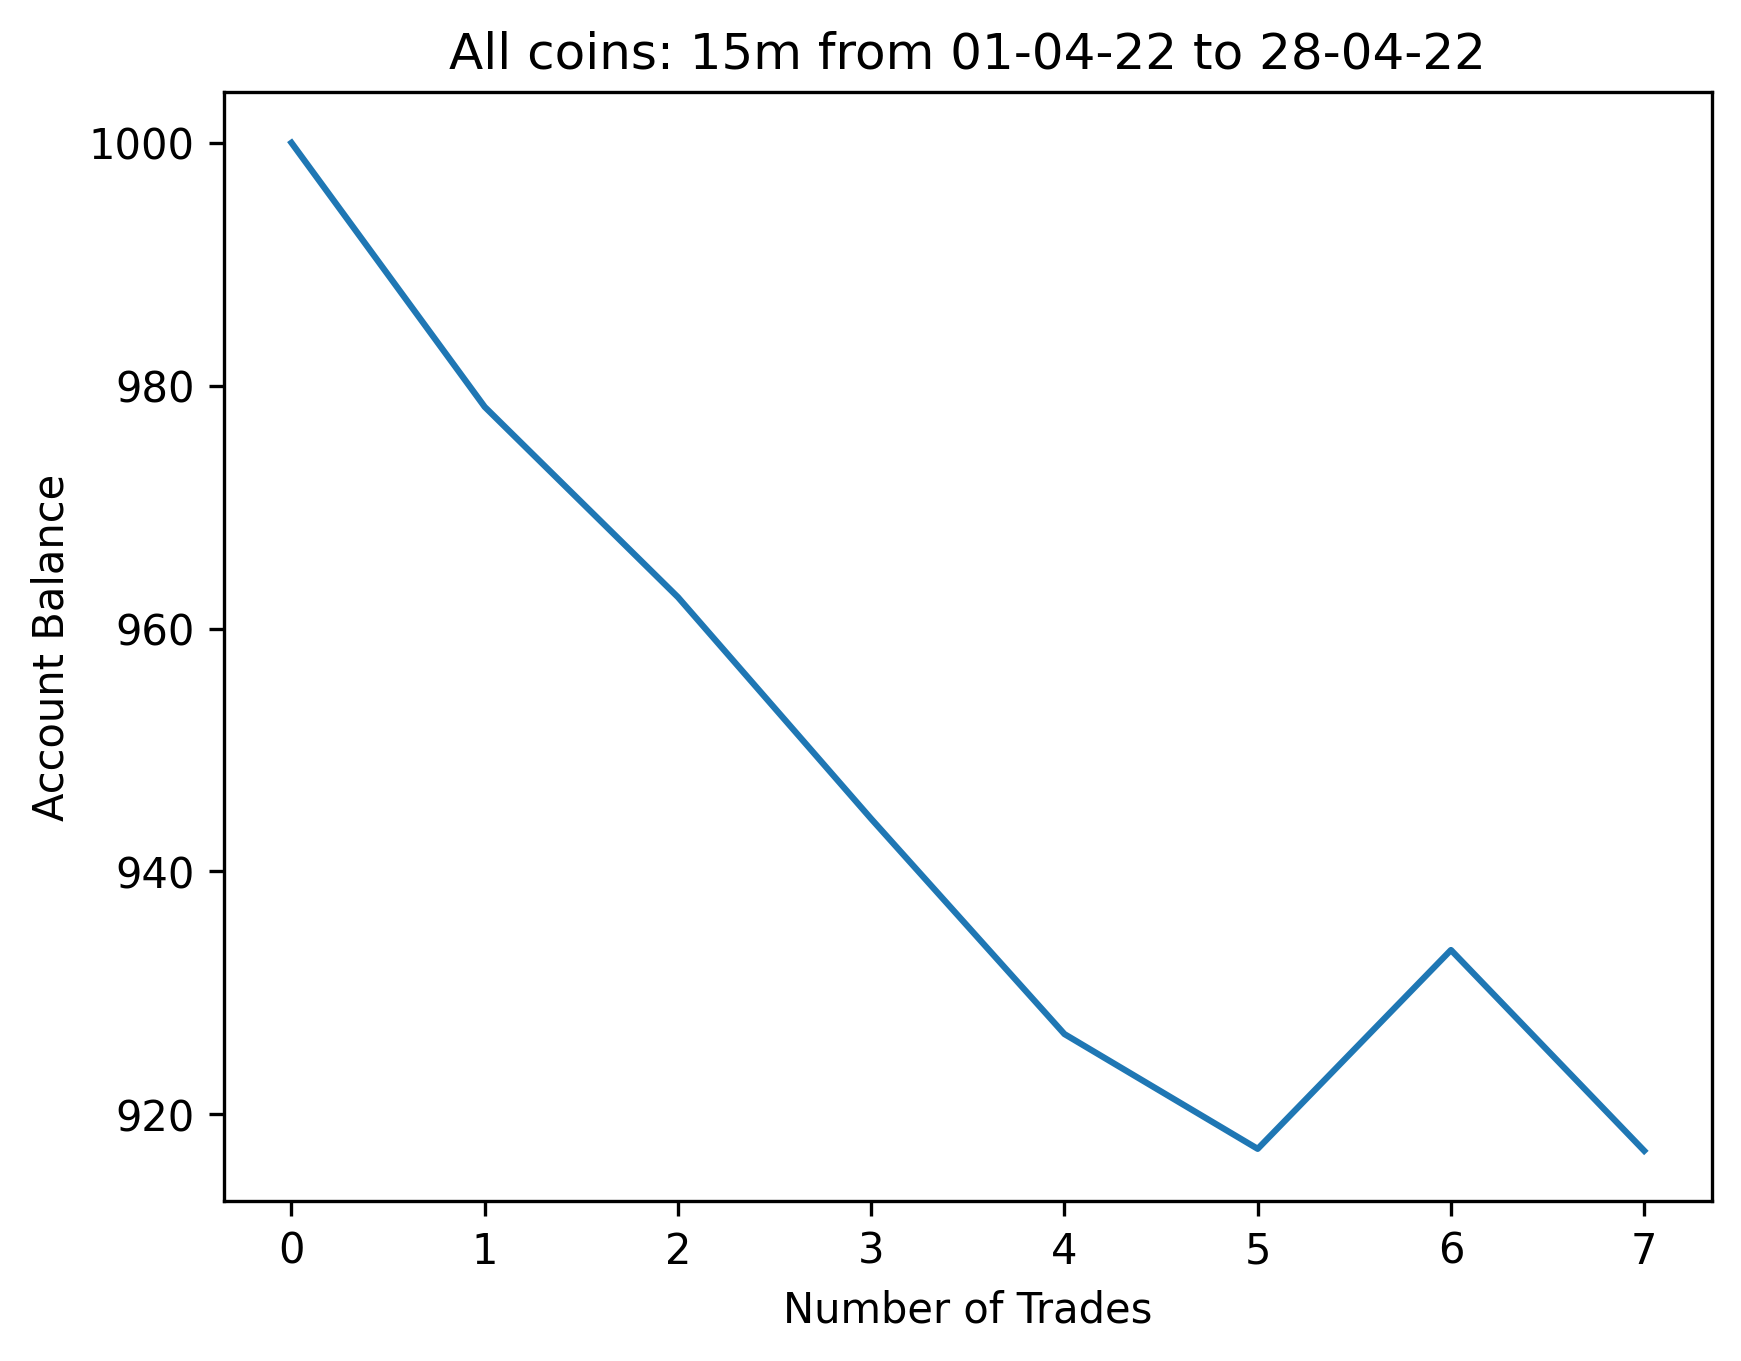 All coins: 15m from 01-04-22 to 28-04-22
1000
980
960
940
920
Account Balance
0 1 2 3 4 5 6 7
Number of Trades